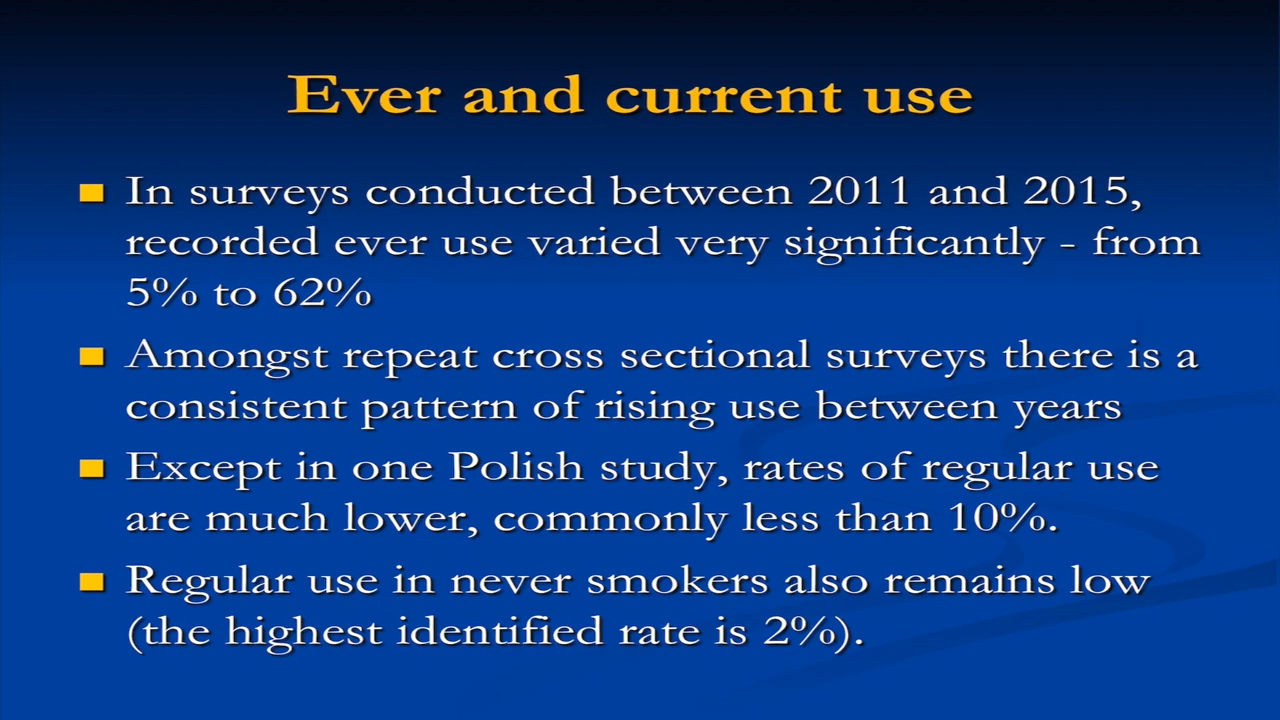 Ever and current use
In surveys conducted between 2011 and 2015,
recorded ever use varied very significantly - from
5% to 62%
Amongst repeat cross sectional surveys there is a
consistent pattern of rising use between years
Except in one Polish study, rates of regular use
are much lower, commonly less than 10%.
Regular use in never smokers also remains low
(the highest identified rate is 2%).